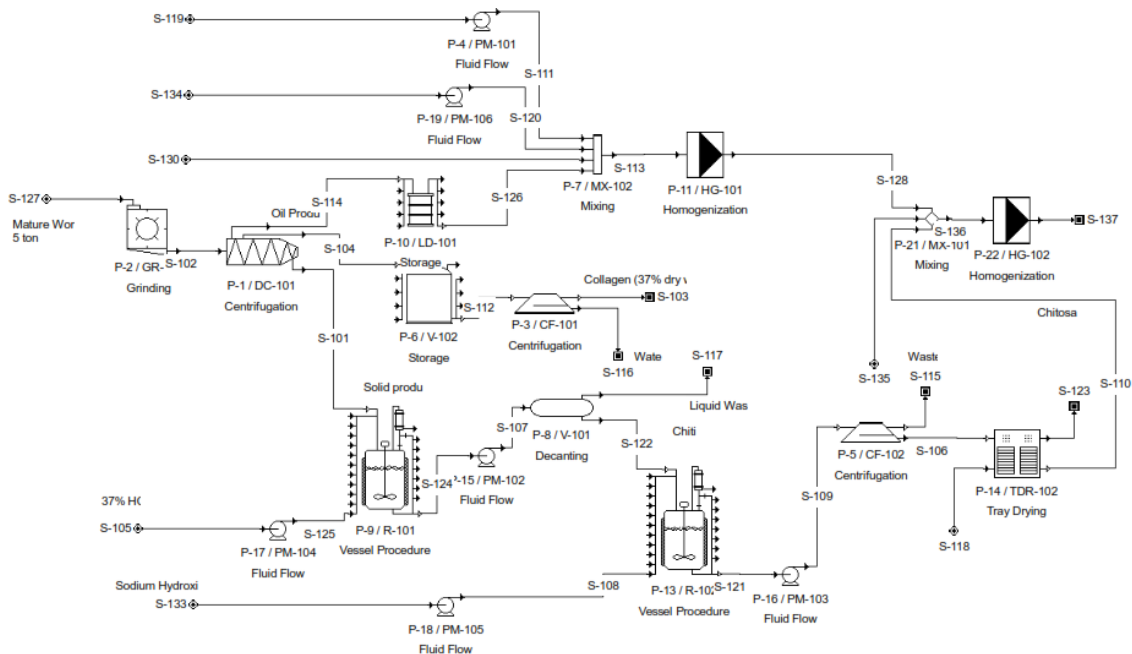 S-119
P-4 / PM-101
Fluid Flow
S-111
S-134
P-19 / PM-106
Fluid Flow
S-120
S-130
P-7 / MX-102
Mixing
S-113
P-11 / HG-101
Homogenization
S-128
S-127
Mature Wor
5 ton
P-2 / GR-
Grinding
S-102
Oil Produ
S-114
S-104
P-10 / LD-101
Storage
S-126
P-1 / DC-101
Centrifugation
S-136
P-21 / MX-101
Mixing
S-137
P-22 / HG-102
Homogenization
S-101
P-6 / V-102
Storage
S-112
Collagen (37% dry
S-103
P-3 / CF-101
Centrifugation
Wate
S-116
Chitosa
S-135
S-110
Solid produ
S-117
Liquid Was
S-107
P-8 / V-101
Decanting
S-122
Chiti
Waste
S-115
S-123
P-5 / CF-102
Centrifugation
S-106
P-14 / TDR-102
Tray Drying
S-118
S-124
P-15 / PM-102
Fluid Flow
S-109
37% H
S-105
S-125
P-17 / PM-104
Fluid Flow
P-9 / R-101
Vessel Procedure
Sodium Hydroxi
S-133
P-18 / PM-105
Fluid Flow
S-108
P-13 / R-102
Vessel Procedure
S-121
P-16 / PM-103
Fluid Flow